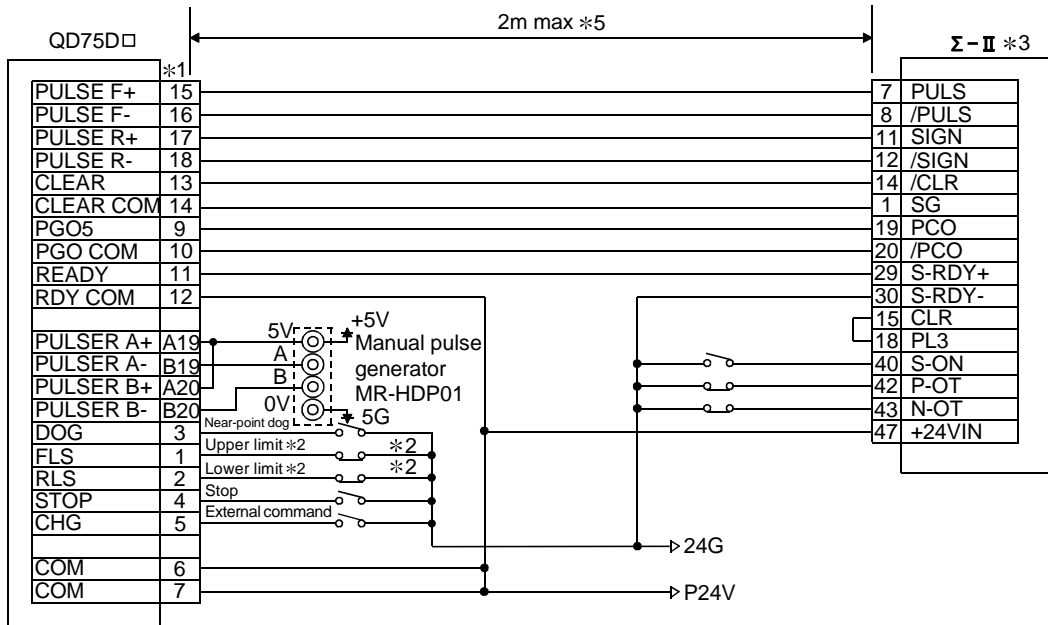 2m max *5
QD75D□
Σ-Ⅱ *3
*1
PULSE F+ 15
PULSE F- 16
PULSE R+ 17
PULSE R- 18
CLEAR 13
CLEAR COM 14
PGO5 9
PGO COM 10
READY 11
RDY COM 12
PULSER A+ A19
PULSER A- B19
PULSER B+ A20
PULSER B- B20
DOG 3
FLS 1
RLS 2
STOP 4
CHG 5
COM 6
COM 7
5V
A
B
0V
+5V
Manual pulse
generator
MR-HDP01
5G
Near-point dog
Upper limit *2
*2
Lower limit *2
*2
Stop
External command
24G
P24V
7 PULS
8 /PULS
11 SIGN
12 /SIGN
14 /CLR
1 SG
19 PCO
20 /PCO
29 S-RDY+
30 S-RDY-
15 CLR
18 PL3
40 S-ON
42 P-OT
43 N-OT
47 +24VIN